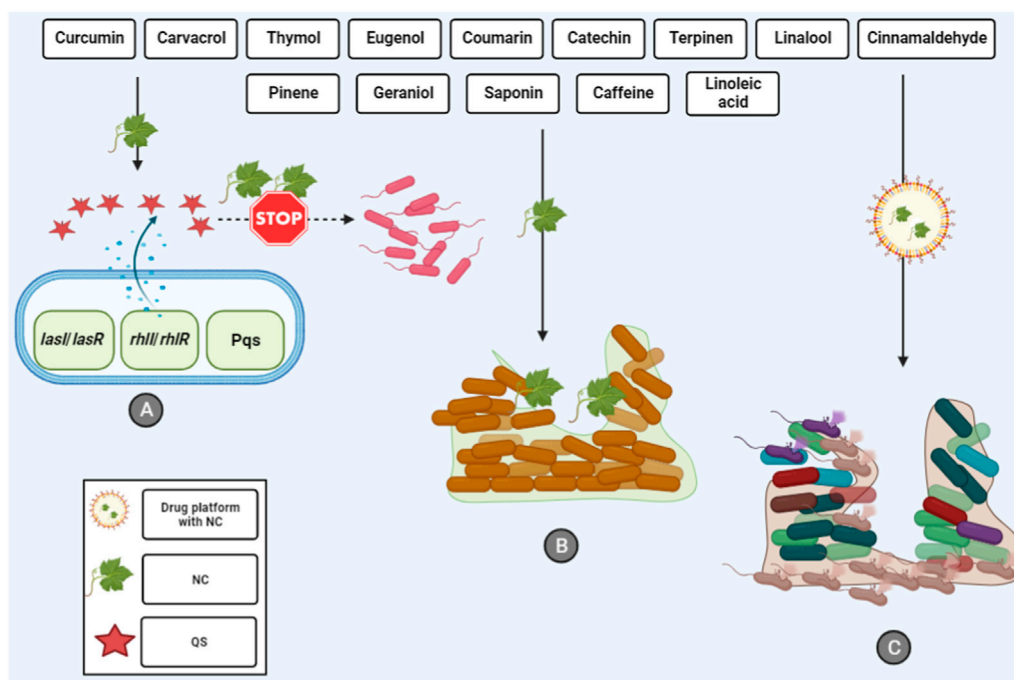 Curcumin Carvacrol Thymol Eugenol Coumarin Catechin Terpinen Linalool Cinnamaldehyde
Pinene Geraniol Saponin Caffeine Linoleic
acid
STOP
lasI/lasR rhlI/rhlR Pqs
A
B
C
Drug platform
with NC
NC
QS